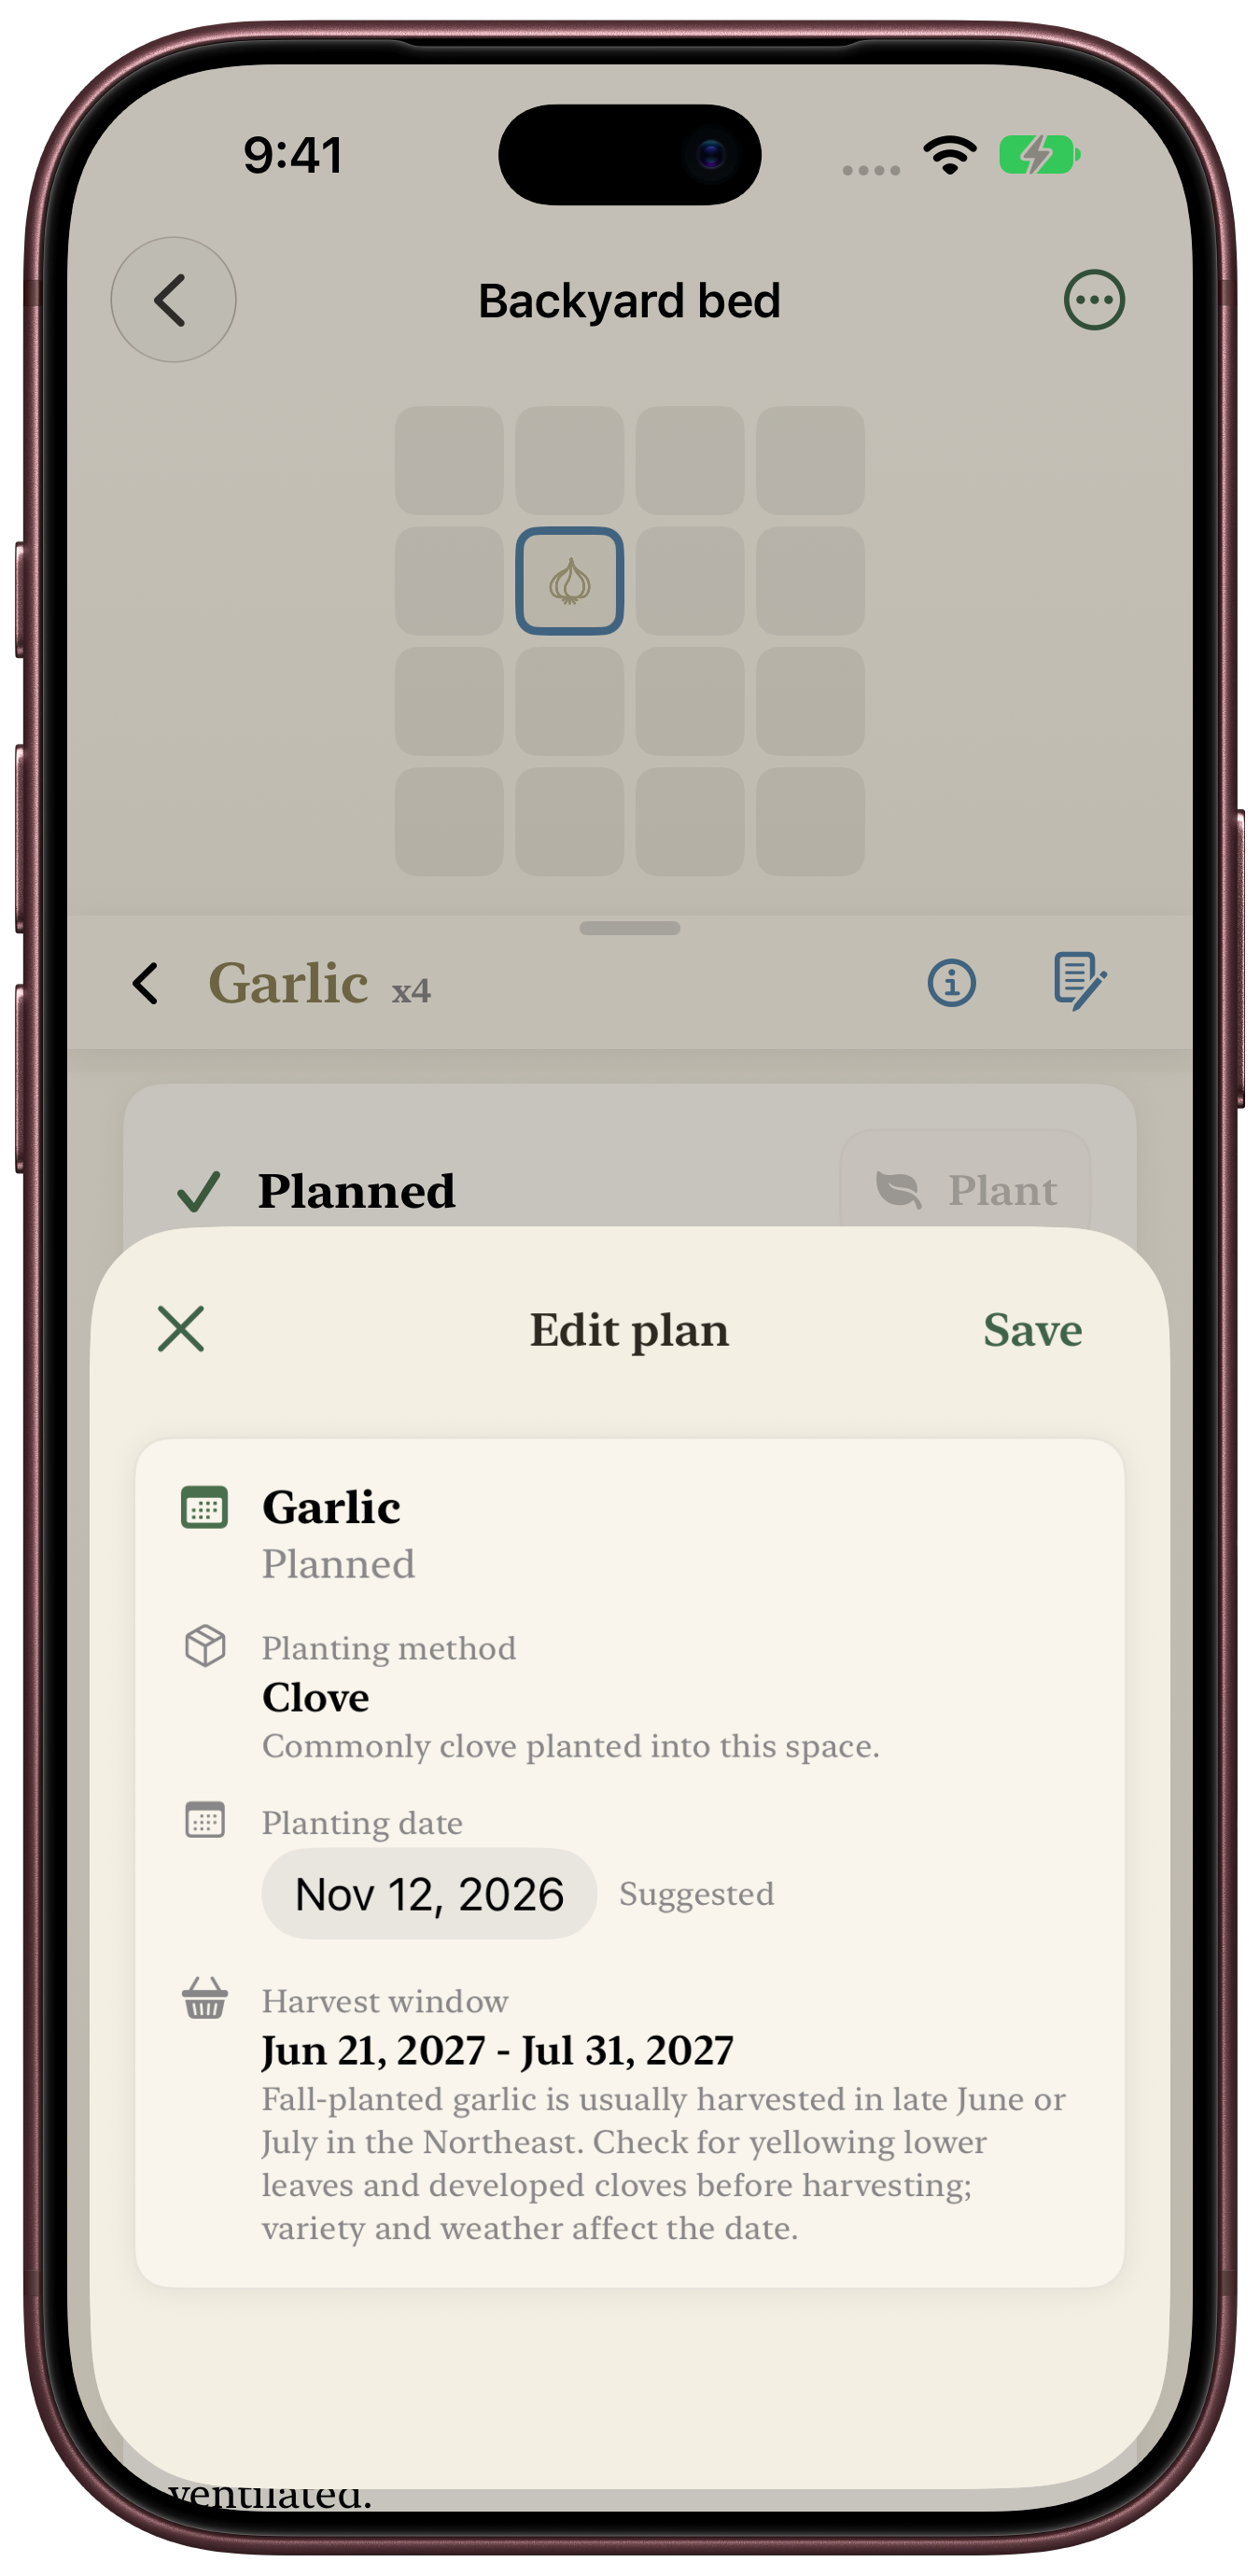 9:41
Backyard bed
Garlic x4
Planned
Plant
Edit plan
Save
Garlic
Planned
Planting method
Clove
Commonly clove planted into this space.
Planting date
Nov 12, 2026
Suggested
Harvest window
Jun 21, 2027 - Jul 31, 2027
Fall-planted garlic is usually harvested in late June or
July in the Northeast. Check for yellowing lower
leaves and developed cloves before harvesting;
variety and weather affect the date.
ventilated.